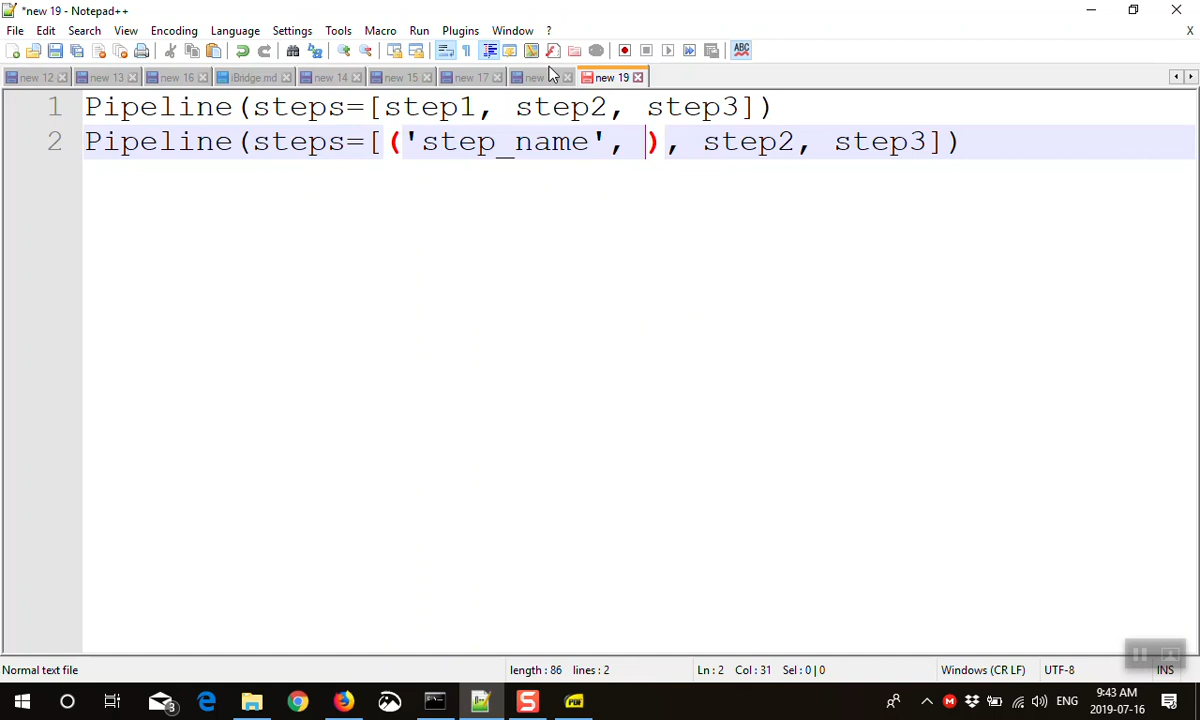 *new 19 - Notepad++
File Edit Search View Encoding Language Settings Tools Macro Run Plugins Window ? X
ABC
new 12 new 13 new 16 iBridge.md new 14 new 15 new 17 new new 19
1 Pipeline(steps=[step1, step2, step3])
2 Pipeline(steps=[('step_name', ), step2, step3])
Normal text file length : 86 lines : 2 Ln : 2 Col : 31 Sel : 0 | 0 Windows (CR LF) UTF-8 INS
3 ENG 9:43 AM
2019-07-16